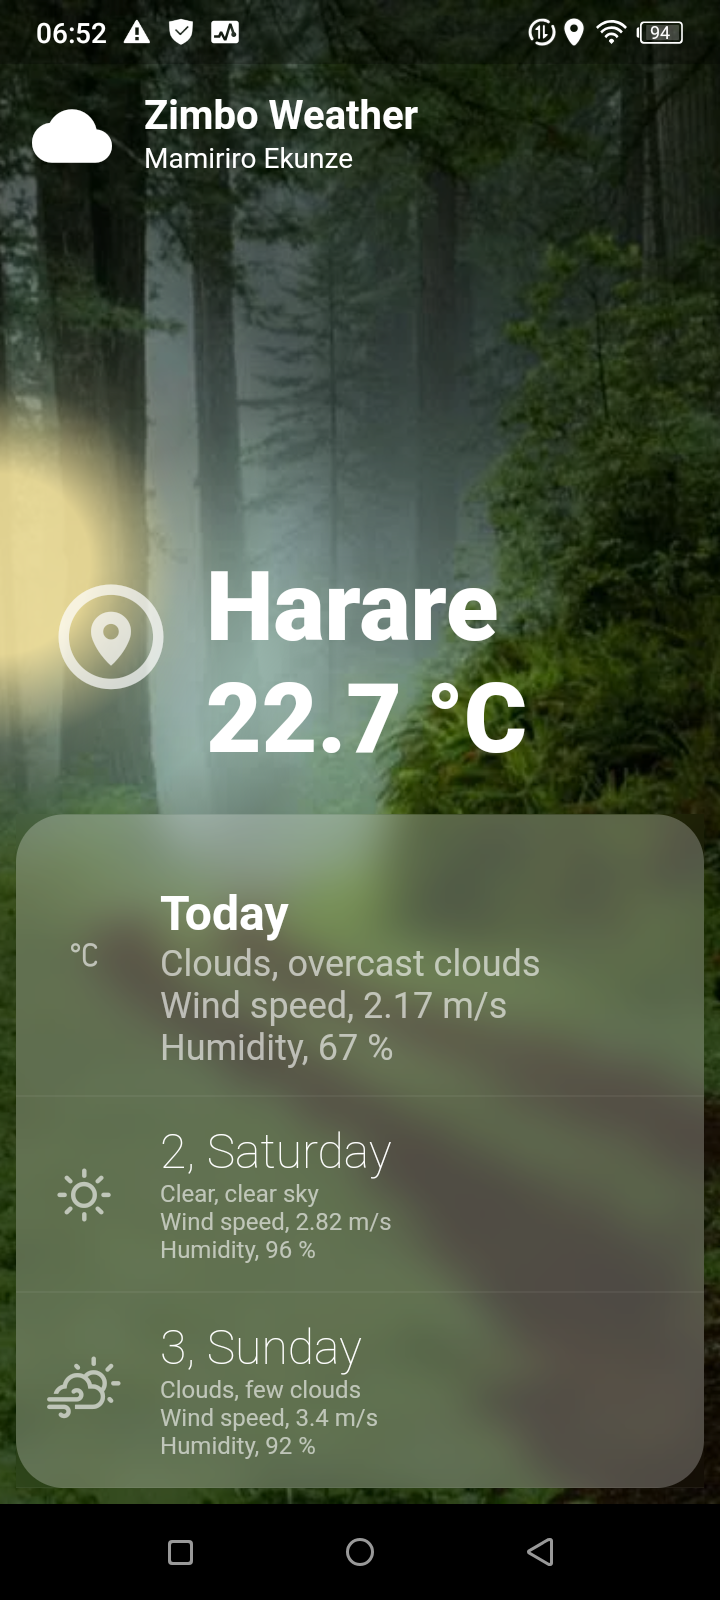 06:52
94
Zimbo Weather
Mamiriro Ekunze
Harare
22.7 °C
°C
Today
Clouds, overcast clouds
Wind speed, 2.17 m/s
Humidity, 67 %
2, Saturday
Clear, clear sky
Wind speed, 2.82 m/s
Humidity, 96 %
3, Sunday
Clouds, few clouds
Wind speed, 3.4 m/s
Humidity, 92 %